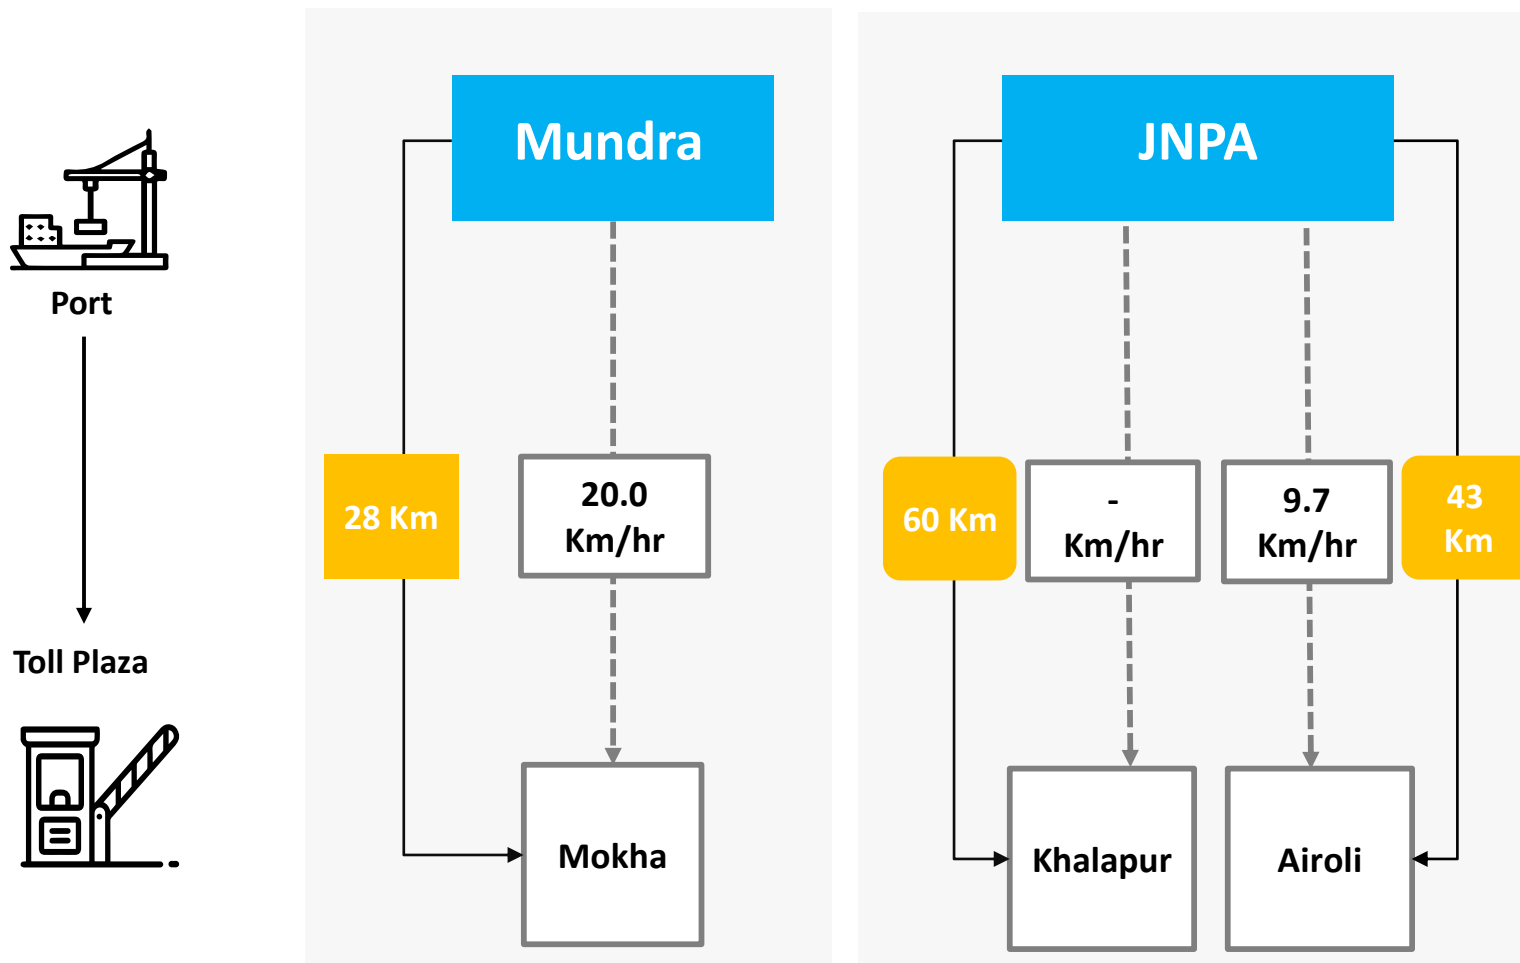 Mundra
JNPA
Port
28 Km
20.0
Km/hr
60 Km
-
Km/hr
9.7
Km/hr
43
Km
Toll Plaza
Mokha
Khalapur
Airoli